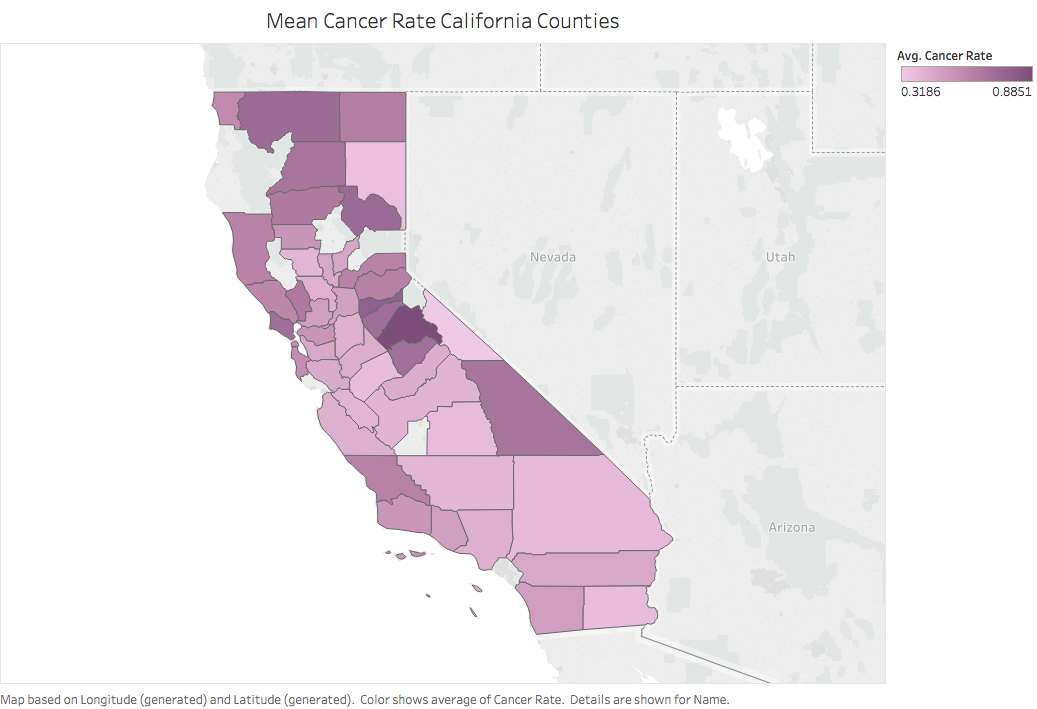 Mean Cancer Rate California Counties
Avg. Cancer Rate
0.3186 0.8851
Nevada
Utah
Arizona
Map based on Longitude (generated) and Latitude (generated).  Color shows average of Cancer Rate.  Details are shown for Name.